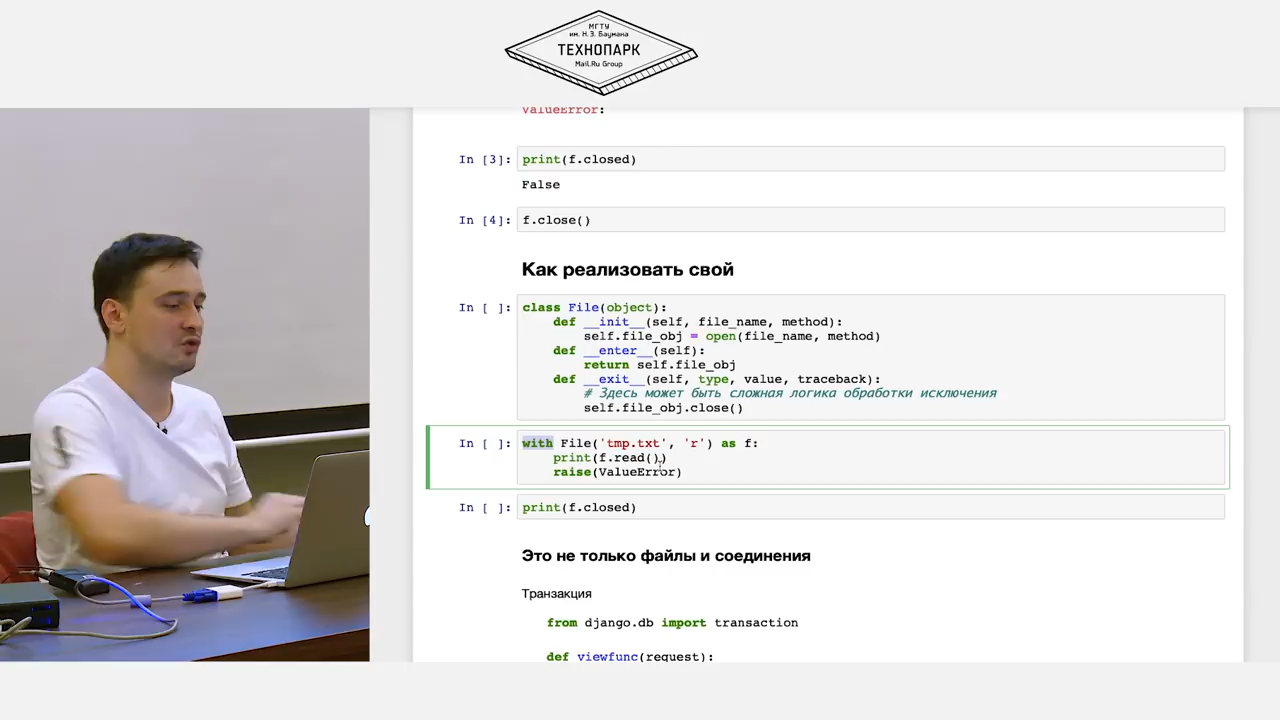 МГТУ
им. Н.Э. Баумана
ТЕХНОПАРК
Mail.Ru Group
ValueError:
In [3]: print(f.closed)
False
In [4]: f.close()
Как реализовать свой
In [ ]: class File(object):
def __init__(self, file_name, method):
self.file_obj = open(file_name, method)
def __enter__(self):
return self.file_obj
def __exit__(self, type, value, traceback):
# Здесь может быть сложная логика обработки исключения
self.file_obj.close()
In [ ]: with File('tmp.txt', 'r') as f:
print(f.read())
raise(ValueError)
In [ ]: print(f.closed)
Это не только файлы и соединения
Транзакция
from django.db import transaction
def viewfunc(request):